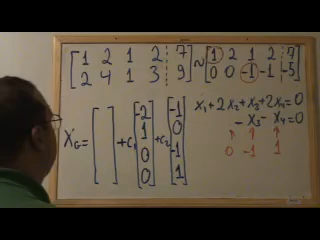 [1 2 1 2 | 7] ~ [1 2 1 2 | 7]
[2 4 1 3 | 9] [0 0 -1 -1 | -5]
X_G = [ ] + C₁ [-2 1 0 0] + C₂ [-1 0 -1 1]
x₁ + 2x₂ + x₃ + 2x₄ = 0
- x₃ - x₄ = 0
0 -1 1